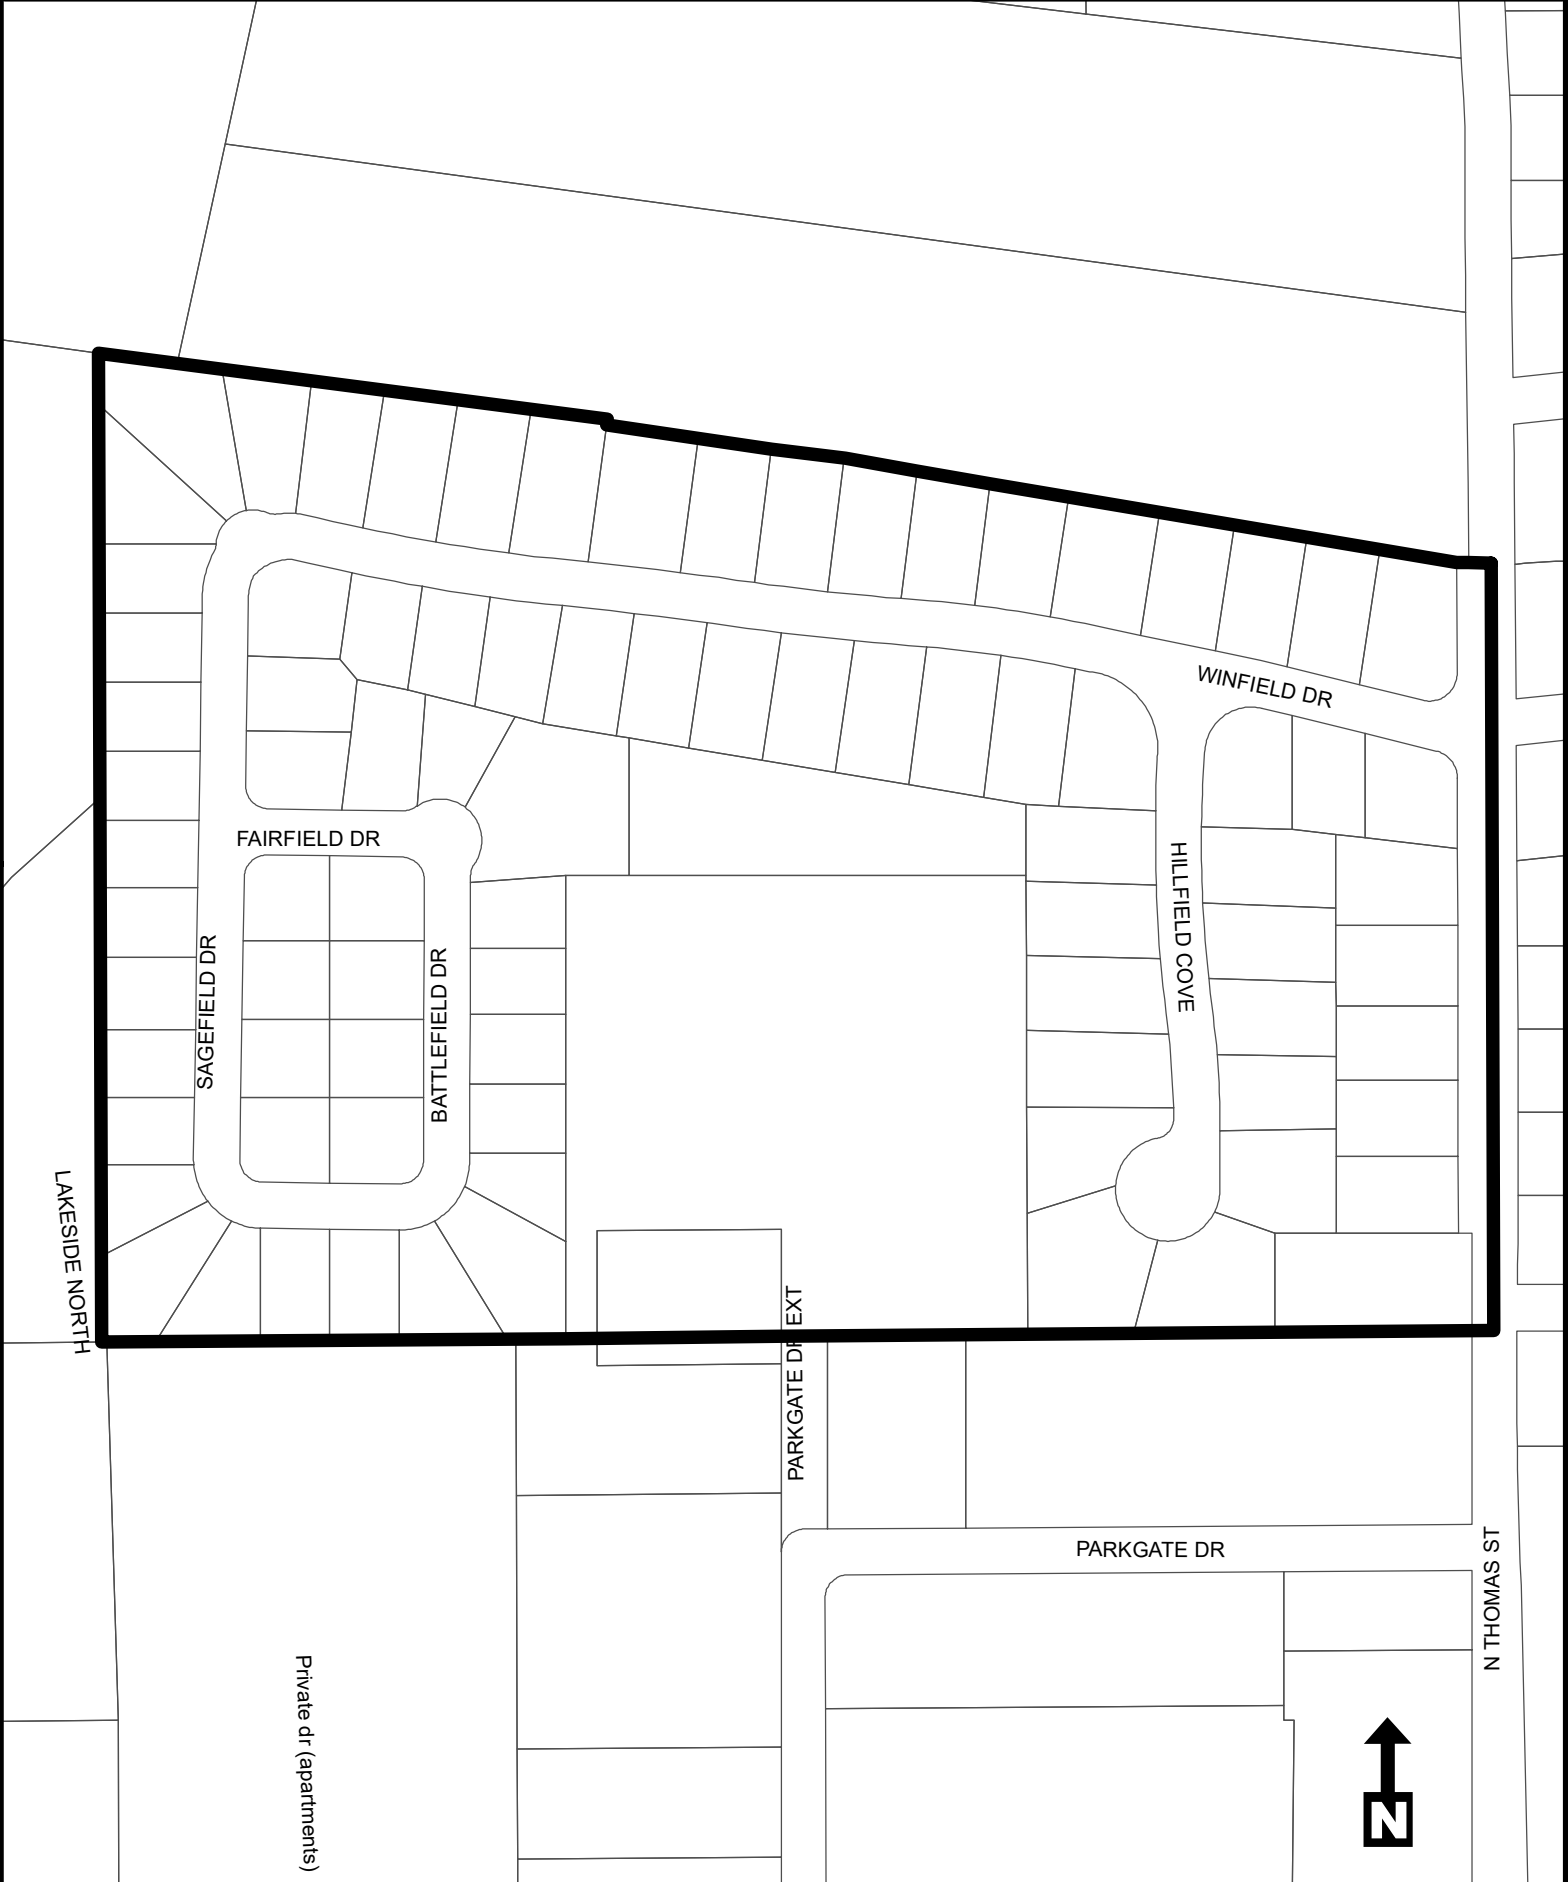 WINFIELD DR
FAIRFIELD DR
HILLFIELD COVE
SAGEFIELD DR
BATTLEFIELD DR
LAKESIDE NORTH
PARKGATE DR EXT
PARKGATE DR
N THOMAS ST
Private dr (apartments)
N